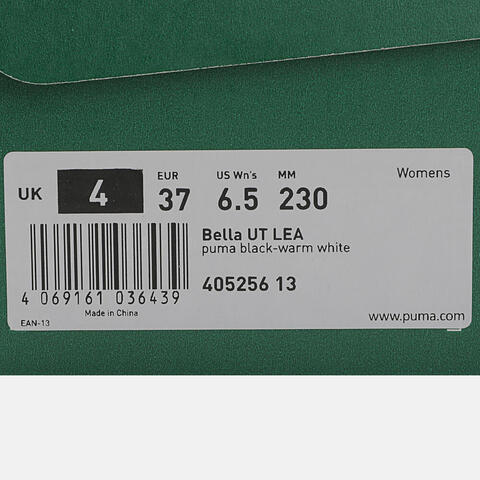 Womens
EUR US Wn's MM
UK 4 37 6.5 230
Bella UT LEA
puma black-warm white
405256 13
4 069161 036439
Made in China
EAN-13
www.puma.com